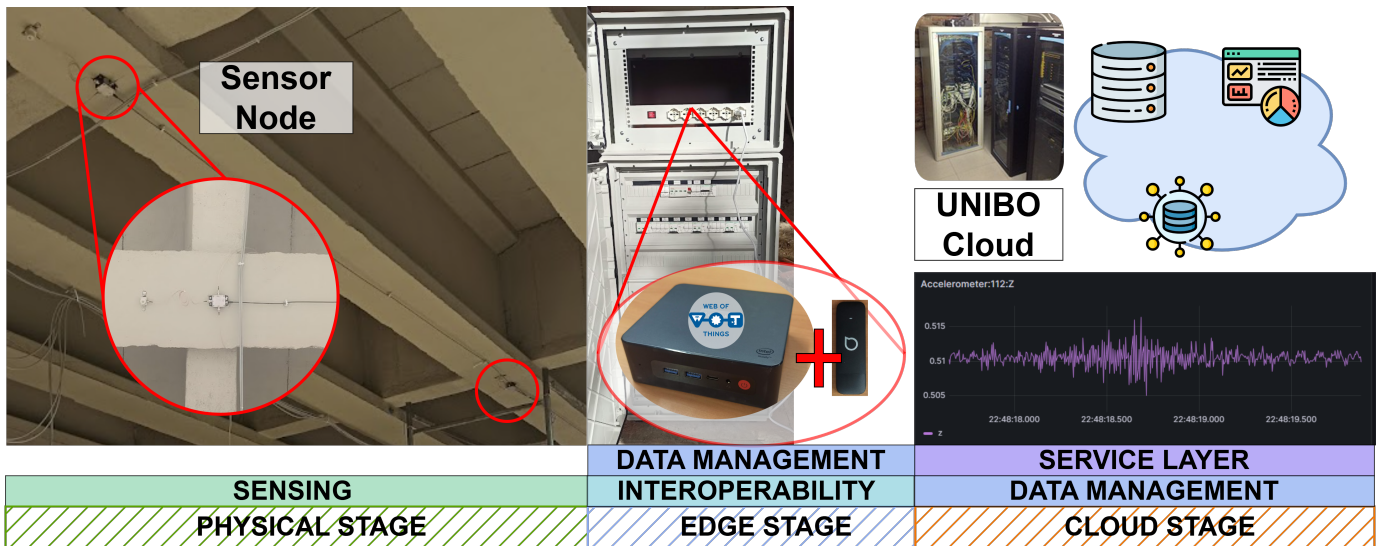 Sensor
Node
WEB OF
W T
THINGS
UNIBO
Cloud
Accelerometer:112:Z
0.515
0.51
0.505
22:48:18.000 22:48:18.500 22:48:19.000 22:48:19.500
z
DATA MANAGEMENT
SERVICE LAYER
SENSING
INTEROPERABILITY
DATA MANAGEMENT
PHYSICAL STAGE
EDGE STAGE
CLOUD STAGE